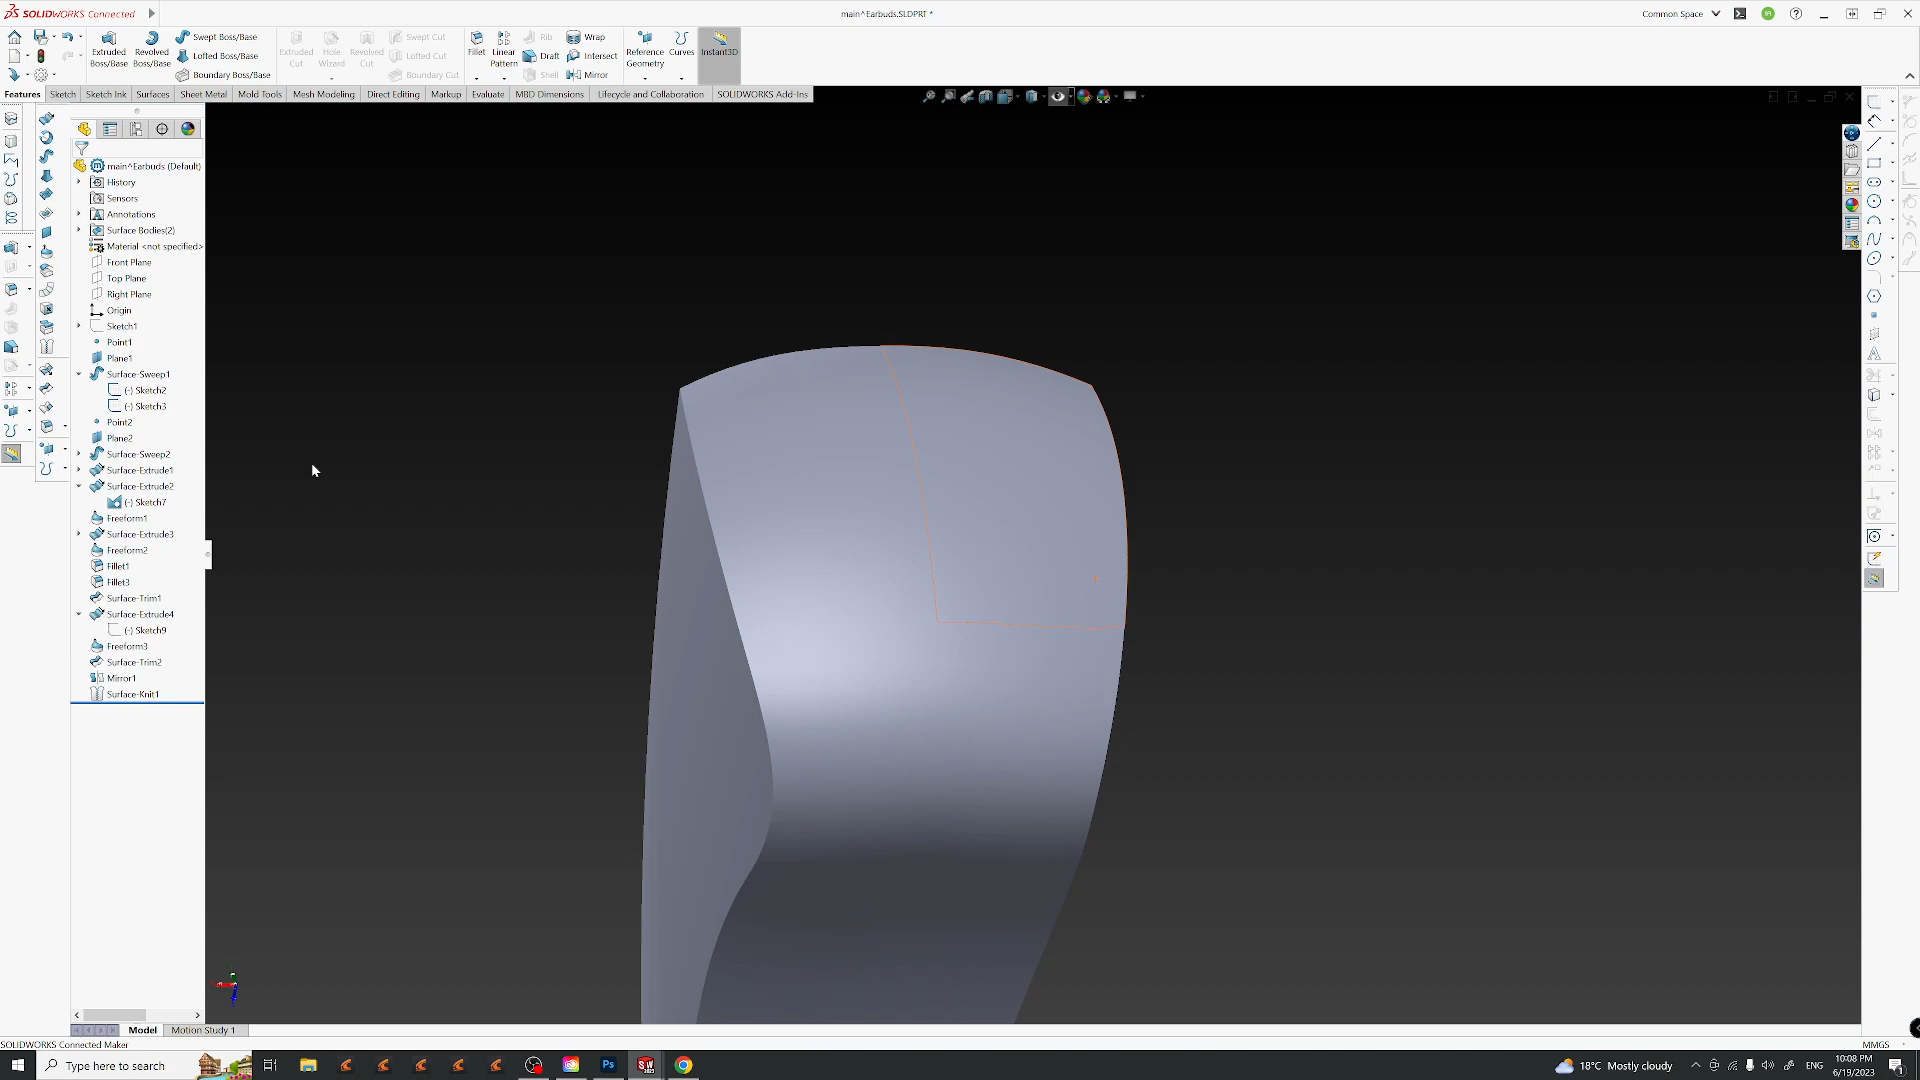 SOLIDWORKS Connected
main^Earbuds.SLDPRT *
Common Space
Extruded Boss/Base
Revolved Boss/Base
Swept Boss/Base
Lofted Boss/Base
Boundary Boss/Base
Extruded Cut
Hole Wizard
Revolved Cut
Swept Cut
Lofted Cut
Boundary Cut
Fillet
Linear Pattern
Rib
Draft
Shell
Wrap
Intersect
Mirror
Reference Geometry
Curves
Instant3D
Features Sketch Sketch Ink Surfaces Sheet Metal Mold Tools Mesh Modeling Direct Editing Markup Evaluate MBD Dimensions Lifecycle and Collaboration SOLIDWORKS Add-Ins
main^Earbuds (Default)
History
Sensors
Annotations
Surface Bodies(2)
Material <not specified>
Front Plane
Top Plane
Right Plane
Origin
Sketch1
Point1
Plane1
Surface-Sweep1
(-) Sketch2
(-) Sketch3
Point2
Plane2
Surface-Sweep2
Surface-Extrude1
Surface-Extrude2
(-) Sketch7
Freeform1
Surface-Extrude3
Freeform2
Fillet1
Fillet3
Surface-Trim1
Surface-Extrude4
(-) Sketch9
Freeform3
Surface-Trim2
Mirror1
Surface-Knit1
Model Motion Study 1
SOLIDWORKS Connected Maker
MMGS
Type here to search
Ps
SW
18°C Mostly cloudy
ENG
10:08 PM
6/19/2023